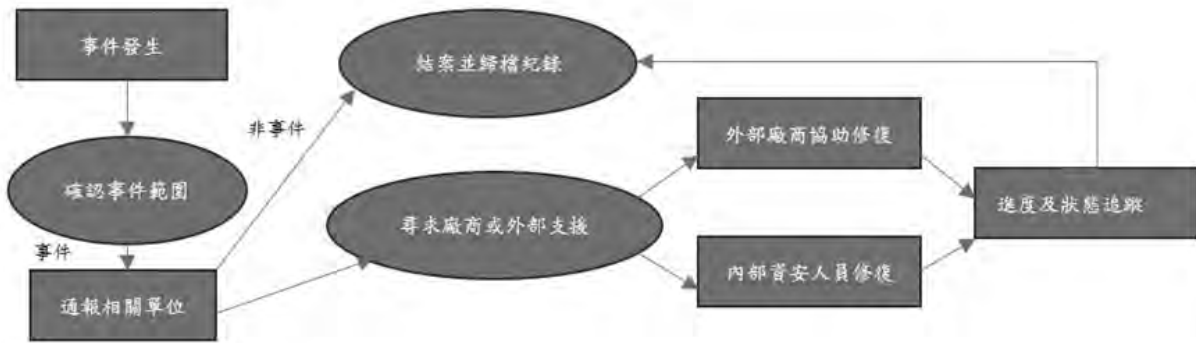 事件發生
結案並歸檔紀錄
非事件
外部廠商協助修復
確認事件範圍
尋求廠商或外部支援
進度及狀態追蹤
事件
內部資安人員修復
通報相關單位